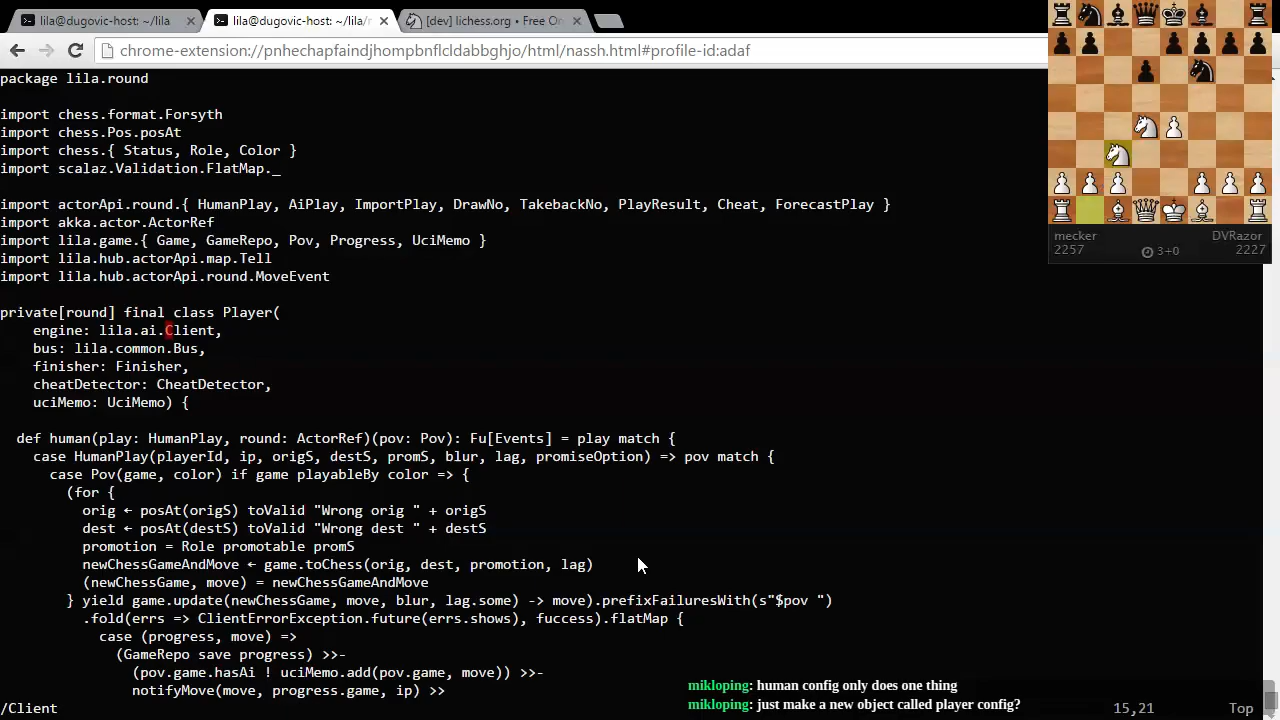 lila@dugovic-host: ~/lila
lila@dugovic-host: ~/lila/r
[dev] lichess.org • Free On
chrome-extension://pnhechapfaindjhompbnflcldabbghjo/html/nassh.html#profile-id:adaf
package lila.round
import chess.format.Forsyth
import chess.Pos.posAt
import chess.{ Status, Role, Color }
import scalaz.Validation.FlatMap._
import actorApi.round.{ HumanPlay, AiPlay, ImportPlay, DrawNo, TakebackNo, PlayResult, Cheat, ForecastPlay }
import akka.actor.ActorRef
import lila.game.{ Game, GameRepo, Pov, Progress, UciMemo }
import lila.hub.actorApi.map.Tell
import lila.hub.actorApi.round.MoveEvent
private[round] final class Player(
engine: lila.ai.Client,
bus: lila.common.Bus,
finisher: Finisher,
cheatDetector: CheatDetector,
uciMemo: UciMemo) {
def human(play: HumanPlay, round: ActorRef)(pov: Pov): Fu[Events] = play match {
case HumanPlay(playerId, ip, origS, destS, promS, blur, lag, promiseOption) => pov match {
case Pov(game, color) if game playableBy color => {
(for {
orig ← posAt(origS) toValid "Wrong orig " + origS
dest ← posAt(destS) toValid "Wrong dest " + destS
promotion = Role promotable promS
newChessGameAndMove ← game.toChess(orig, dest, promotion, lag)
(newChessGame, move) = newChessGameAndMove
} yield game.update(newChessGame, move, blur, lag.some) -> move).prefixFailuresWith(s"$pov ")
.fold(errs => ClientErrorException.future(errs.shows), fuccess).flatMap {
case (progress, move) =>
(GameRepo save progress) >>-
(pov.game.hasAi ! uciMemo.add(pov.game, move)) >>-
notifyMove(move, progress.game, ip) >>
/Client
15,21
Top
mecker
DVRazor
2257
3+0
2227
mikloping: human config only does one thing
mikloping: just make a new object called player config?